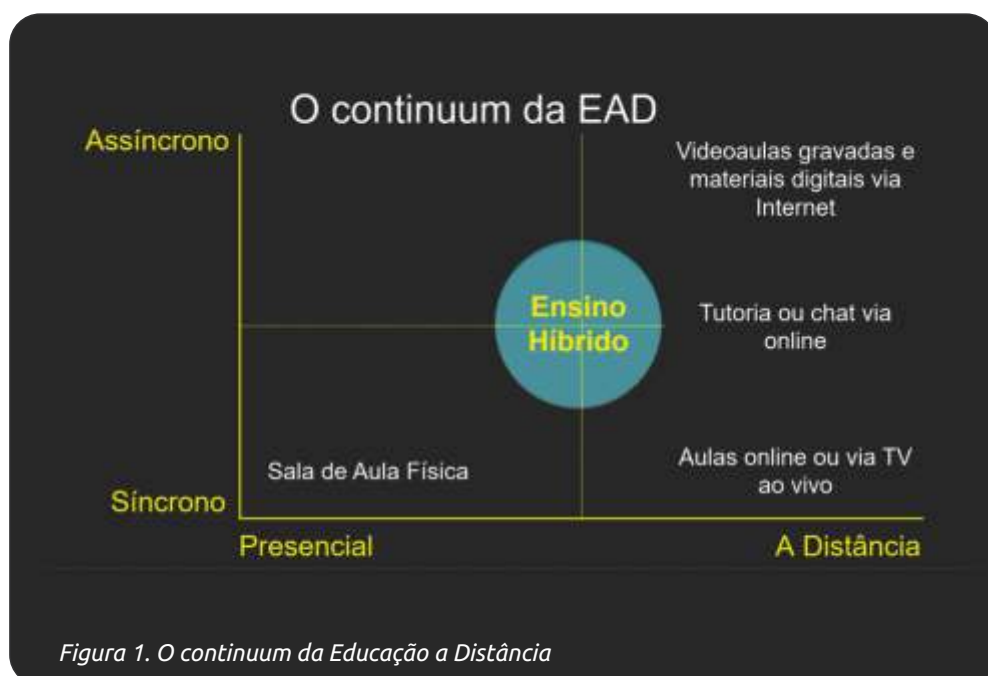 O continuum da EAD
Assíncrono
Videoaulas gravadas e
materiais digitais via
Internet
Ensino
Híbrido
Tutoria ou chat via
online
Sala de Aula Física
Aulas online ou via TV
ao vivo
Síncrono
Presencial
A Distância
Figura 1. O continuum da Educação a Distância